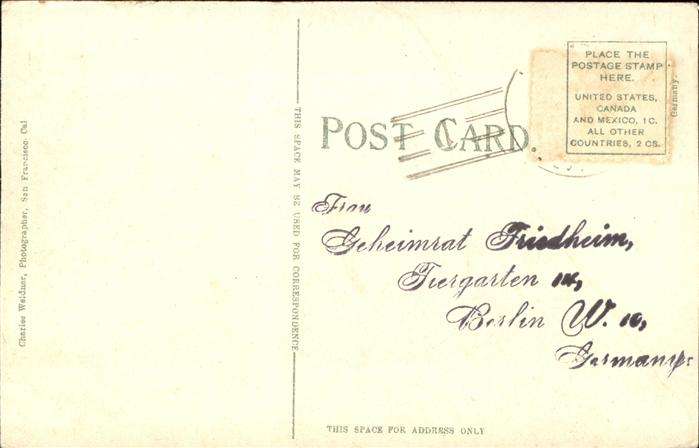 Charles Weidner, Photographer, San Francisco Cal
THIS SPACE MAY BE USED FOR CORRESPONDENCE
POST CARD
PLACE THE
POSTAGE STAMP
HERE.
UNITED STATES,
CANADA
AND MEXICO, 1C.
ALL OTHER
COUNTRIES, 2 CS.
Germany.
Frau
Geheimrat Friedheim,
Tiergarten
Berlin W. 10,
Germany.
THIS SPACE FOR ADDRESS ONLY